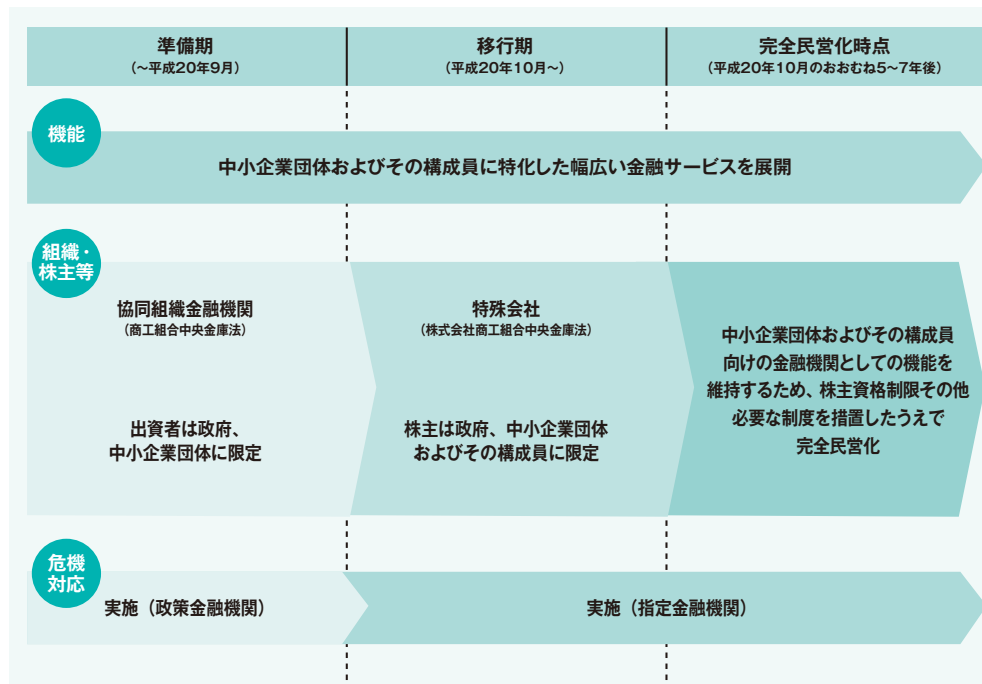 準備期
(〜平成20年9月)
移行期
(平成20年10月〜)
完全民営化時点
(平成20年10月のおおむね5〜7年後)
機能
中小企業団体およびその構成員に特化した幅広い金融サービスを展開
組織・
株主等
協同組織金融機関
(商工組合中央金庫法)
出資者は政府、
中小企業団体に限定
特殊会社
(株式会社商工組合中央金庫法)
株主は政府、中小企業団体
およびその構成員に限定
中小企業団体およびその構成員
向けの金融機関としての機能を
維持するため、株主資格制限その他
必要な制度を措置したうえで
完全民営化
危機
対応
実施（政策金融機関）
実施（指定金融機関）